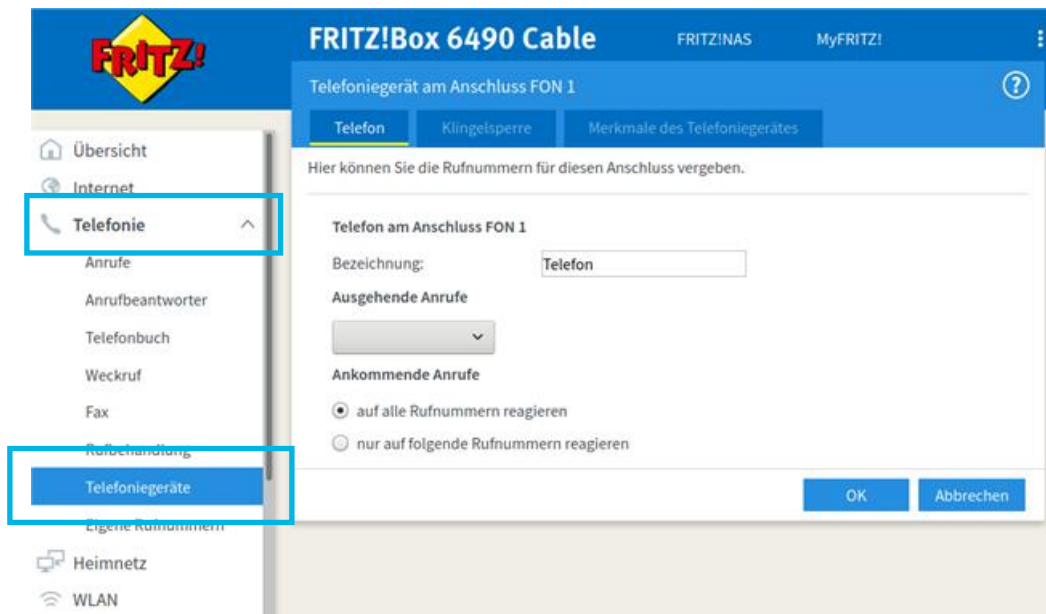 FRITZ!
FRITZ!Box 6490 Cable
FRITZ!NAS
MyFRITZ!
Telefoniegerät am Anschluss FON 1
?
Telefon
Klingelsperre
Merkmale des Telefoniegerätes
Hier können Sie die Rufnummern für diesen Anschluss vergeben.
Übersicht
Internet
Telefonie
Anrufe
Anrufbeantworter
Telefonbuch
Weckruf
Fax
Rufbehandlung
Telefoniegeräte
Eigene Rufnummern
Heimnetz
WLAN
Telefon am Anschluss FON 1
Bezeichnung: Telefon
Ausgehende Anrufe
Ankommende Anrufe
auf alle Rufnummern reagieren
nur auf folgende Rufnummern reagieren
OK
Abbrechen